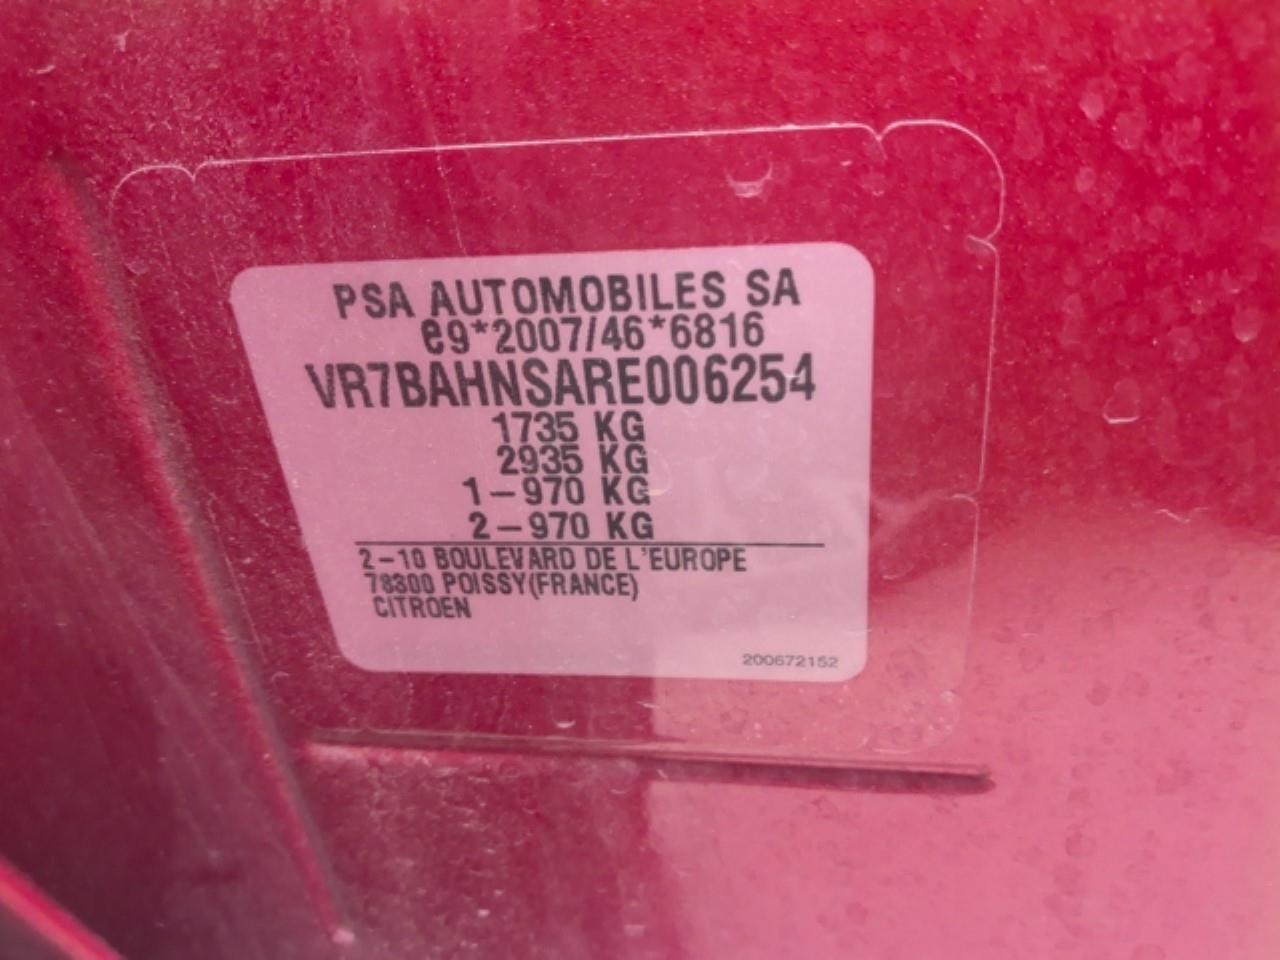 PSA AUTOMOBILES SA
e9*2007/46*6816
VR7BAHNSARE006254
1735 KG
2935 KG
1-970 KG
2-970 KG
2-10 BOULEVARD DE L'EUROPE
78300 POISSY(FRANCE)
CITROEN
200672152